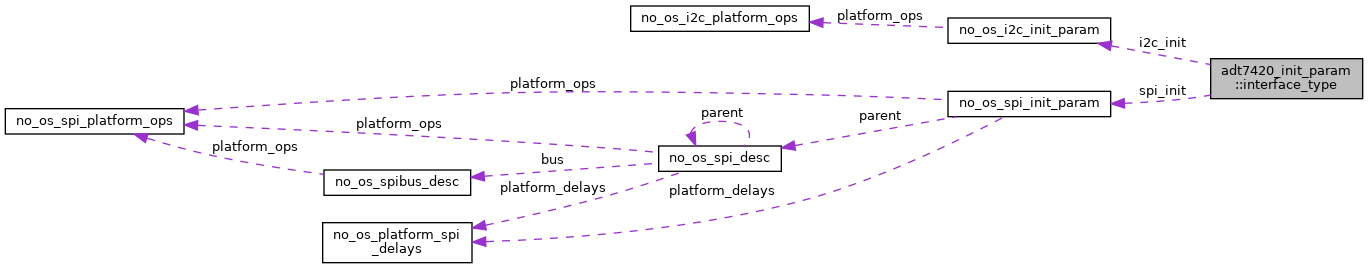 no_os_i2c_platform_ops
platform_ops
no_os_i2c_init_param
i2c_init
adt7420_init_param
::interface_type
platform_ops
spi_init
no_os_spi_init_param
no_os_spi_platform_ops
platform_ops
parent
parent
no_os_spi_desc
platform_ops
bus
no_os_spibus_desc
platform_delays
platform_delays
no_os_platform_spi
_delays